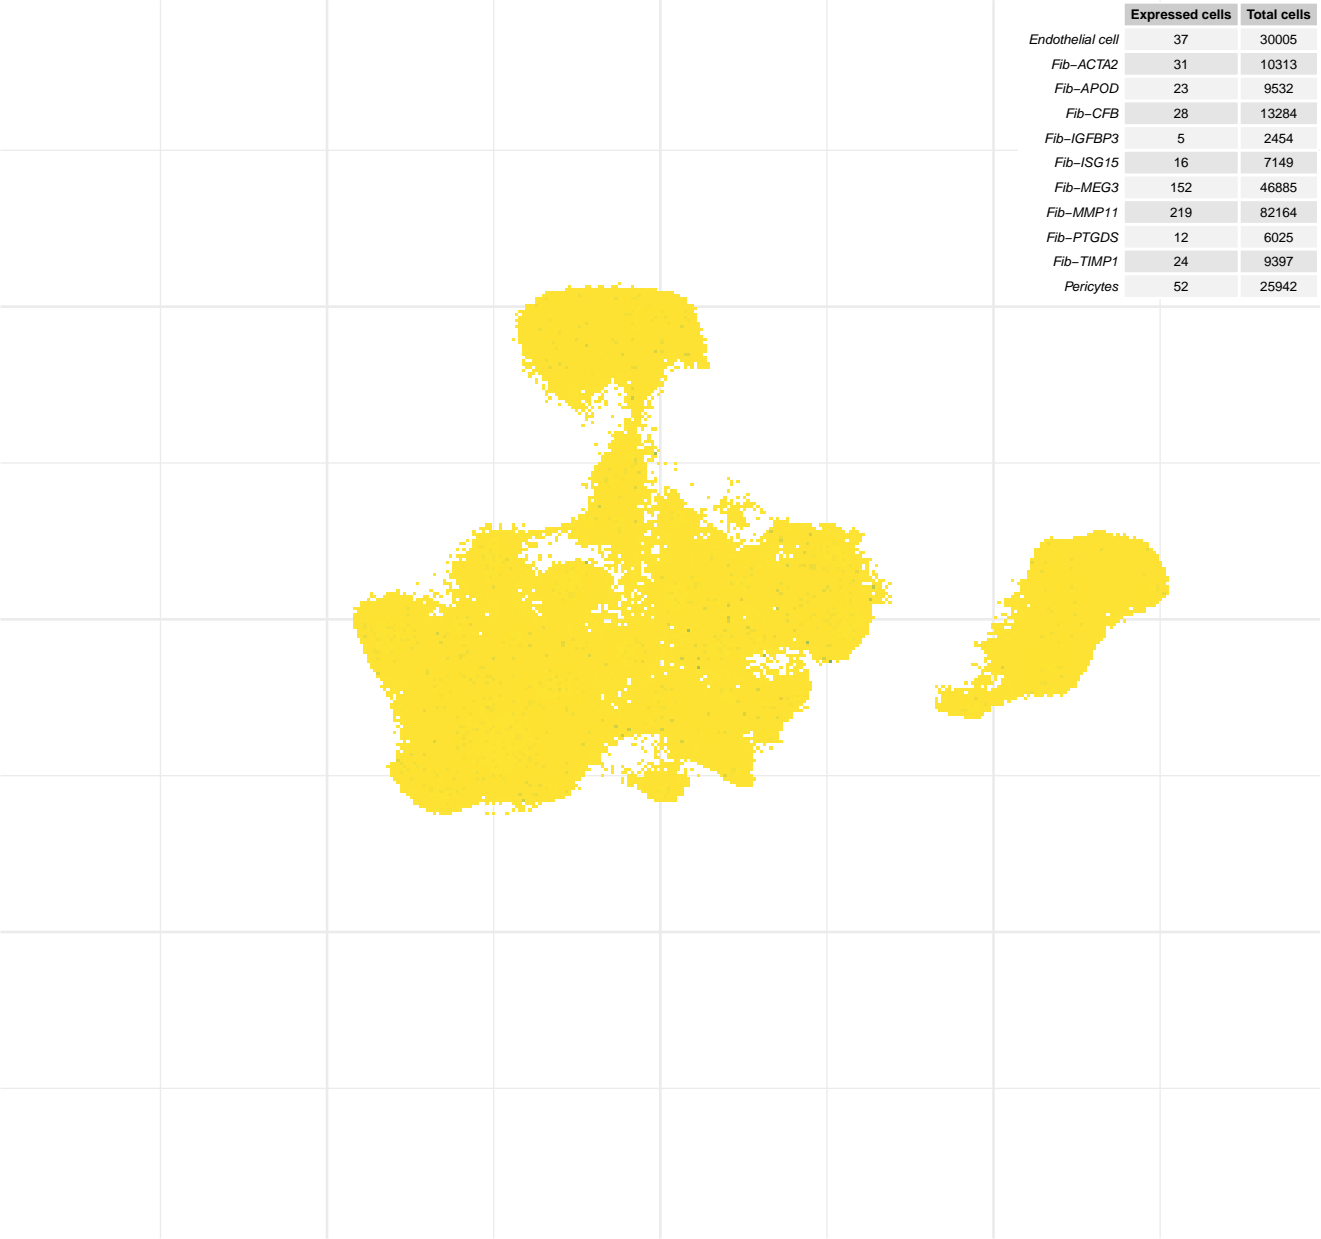 Expressed cells Total cells
Endothelial cell 37 30005
Fib−ACTA2 31 10313
Fib−APOD 23 9532
Fib−CFB 28 13284
Fib−IGFBP3 5 2454
Fib−ISG15 16 7149
Fib−MEG3 152 46885
Fib−MMP11 219 82164
Fib−PTGDS 12 6025
Fib−TIMP1 24 9397
Pericytes 52 25942